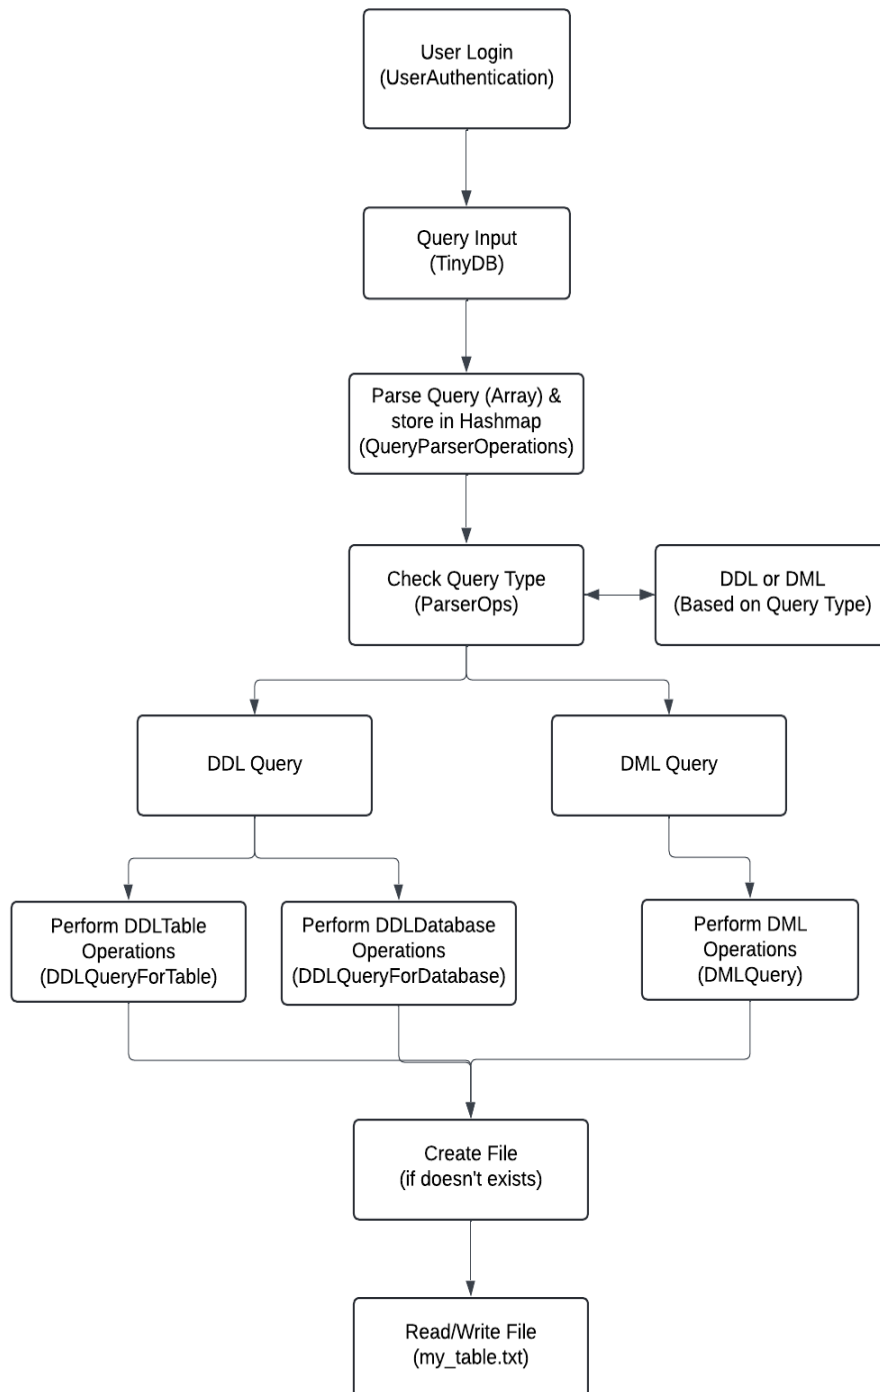 User Login
(UserAuthentication)
Query Input
(TinyDB)
Parse Query (Array) &
store in Hashmap
(QueryParserOperations)
Check Query Type
(ParserOps)
DDL or DML
(Based on Query Type)
DDL Query
DML Query
Perform DDLTable
Operations
(DDLQueryForTable)
Perform DDLDatabase
Operations
(DDLQueryForDatabase)
Perform DML
Operations
(DMLQuery)
Create File
(if doesn't exists)
Read/Write File
(my_table.txt)